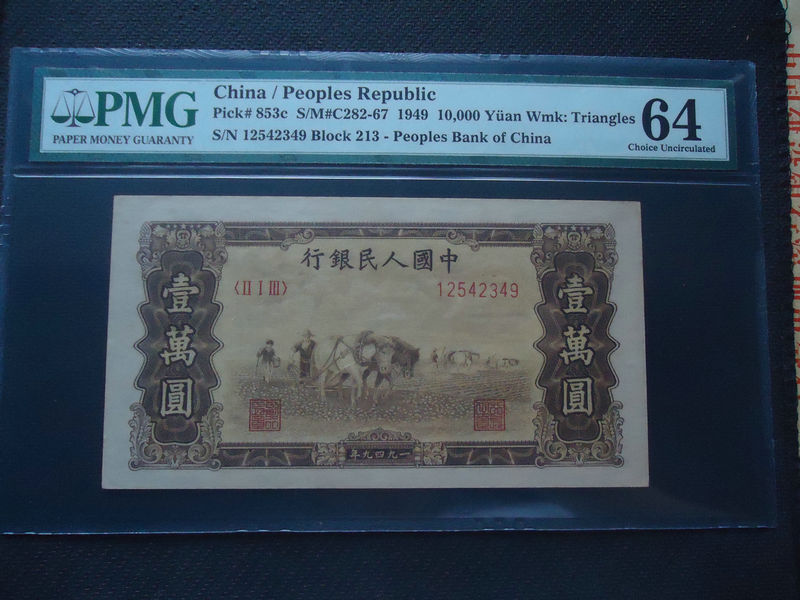 PMG
PAPER MONEY GUARANTY
China / Peoples Republic
Pick# 853c S/M#C282-67 1949 10,000 Yüan Wmk: Triangles
S/N 12542349 Block 213 - Peoples Bank of China
64
Choice Uncirculated
行銀民人國中
〈II I III〉
12542349
壹萬圓
壹萬圓
年九四九一